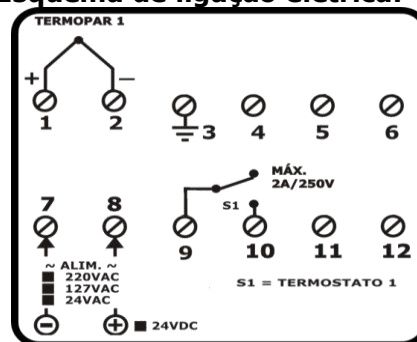 Esquema de ligação elétrica:
TERMOPAR 1
+ −
1 2 3 4 5 6
MÁX.
2A/250V
S1
7 8 9 10 11 12
~ ALIM. ~
220VAC
127VAC
24VAC
S1 = TERMOSTATO 1
− + 24VDC